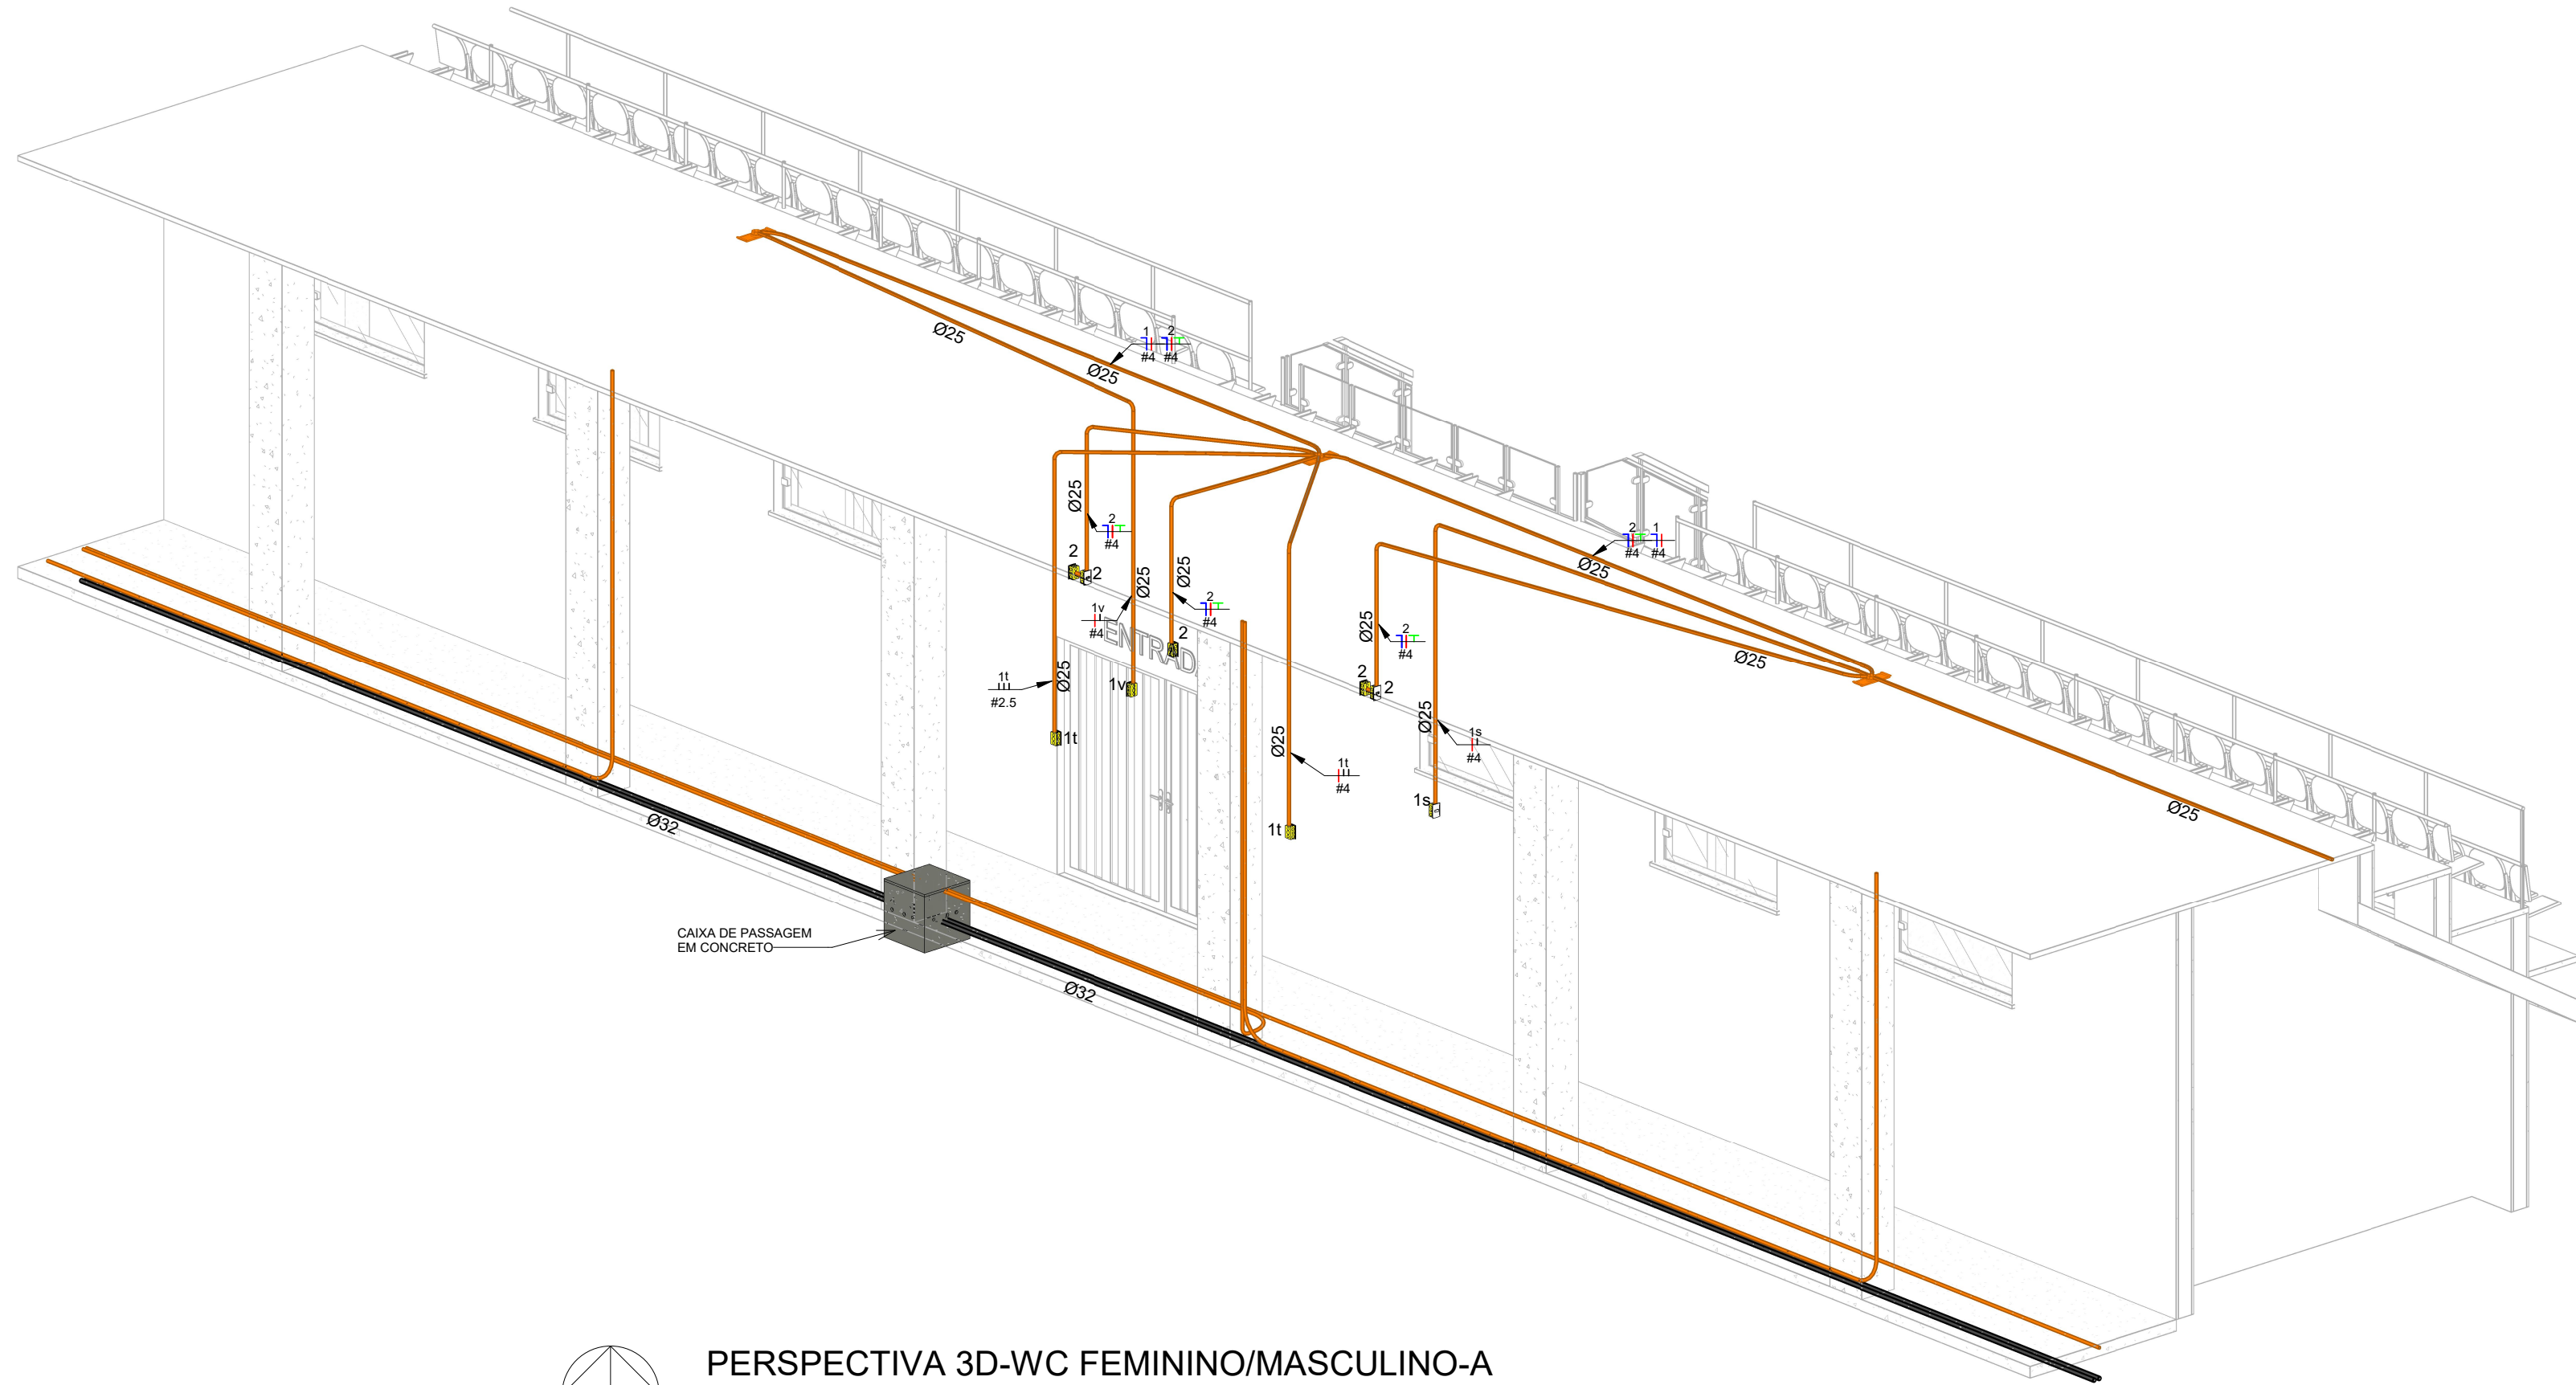 Ø25
1 2
#4 #4
Ø25
Ø25
2
#4
2
2
Ø25
1v
#4
Ø25
2
#4
2
ENTRAD
1v
1t
#2.5
Ø25
1t
2 1
#4 #4
Ø25
Ø25
2
#4
2
2
Ø25
Ø25
1s
#4
1s
Ø25
1t
#4
1t
Ø25
Ø32
CAIXA DE PASSAGEM
EM CONCRETO
Ø32
PERSPECTIVA 3D-WC FEMININO/MASCULINO-A